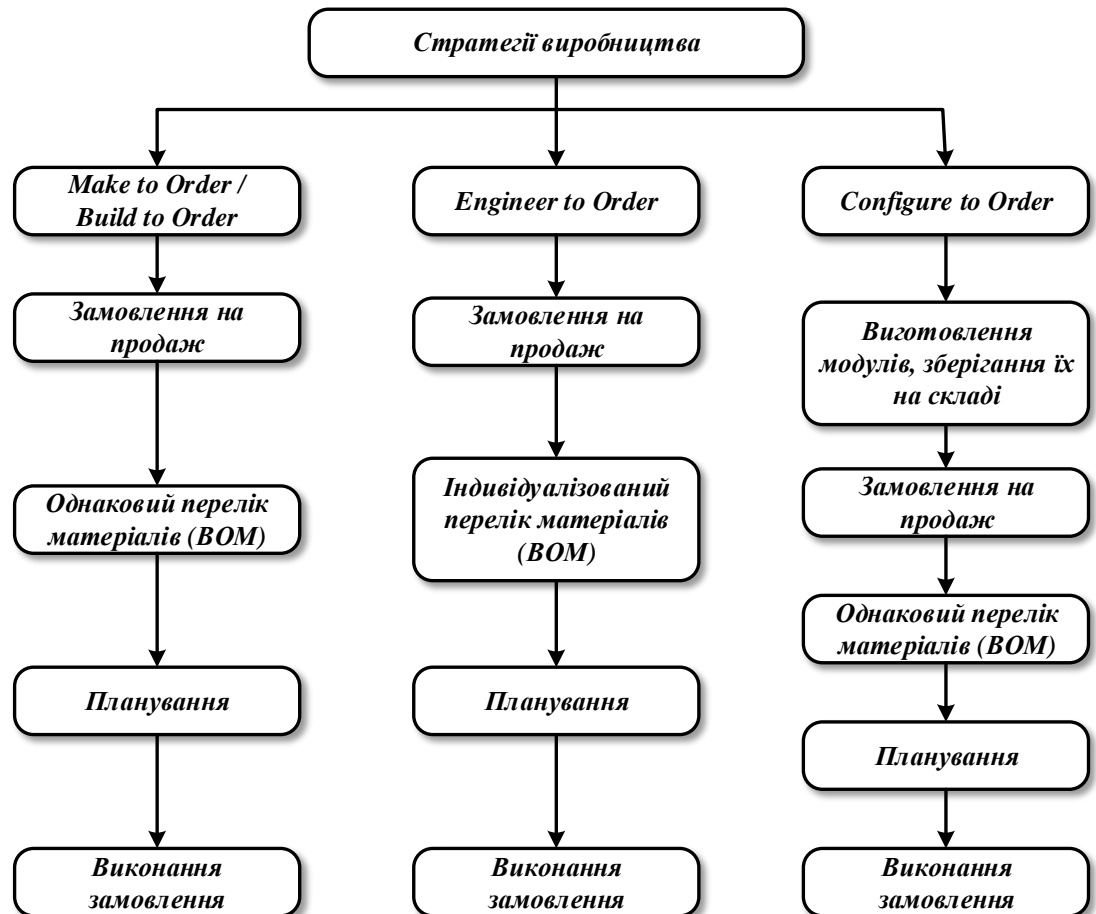 Стратегії виробництва
Make to Order /
Build to Order
Замовлення на
продаж
Однаковий перелік
матеріалів (BOM)
Планування
Виконання
замовлення
Engineer to Order
Замовлення на
продаж
Індивідуалізований
перелік матеріалів
(BOM)
Планування
Виконання
замовлення
Configure to Order
Виготовлення
модулів, зберігання їх
на складі
Замовлення на
продаж
Однаковий перелік
матеріалів (BOM)
Планування
Виконання
замовлення